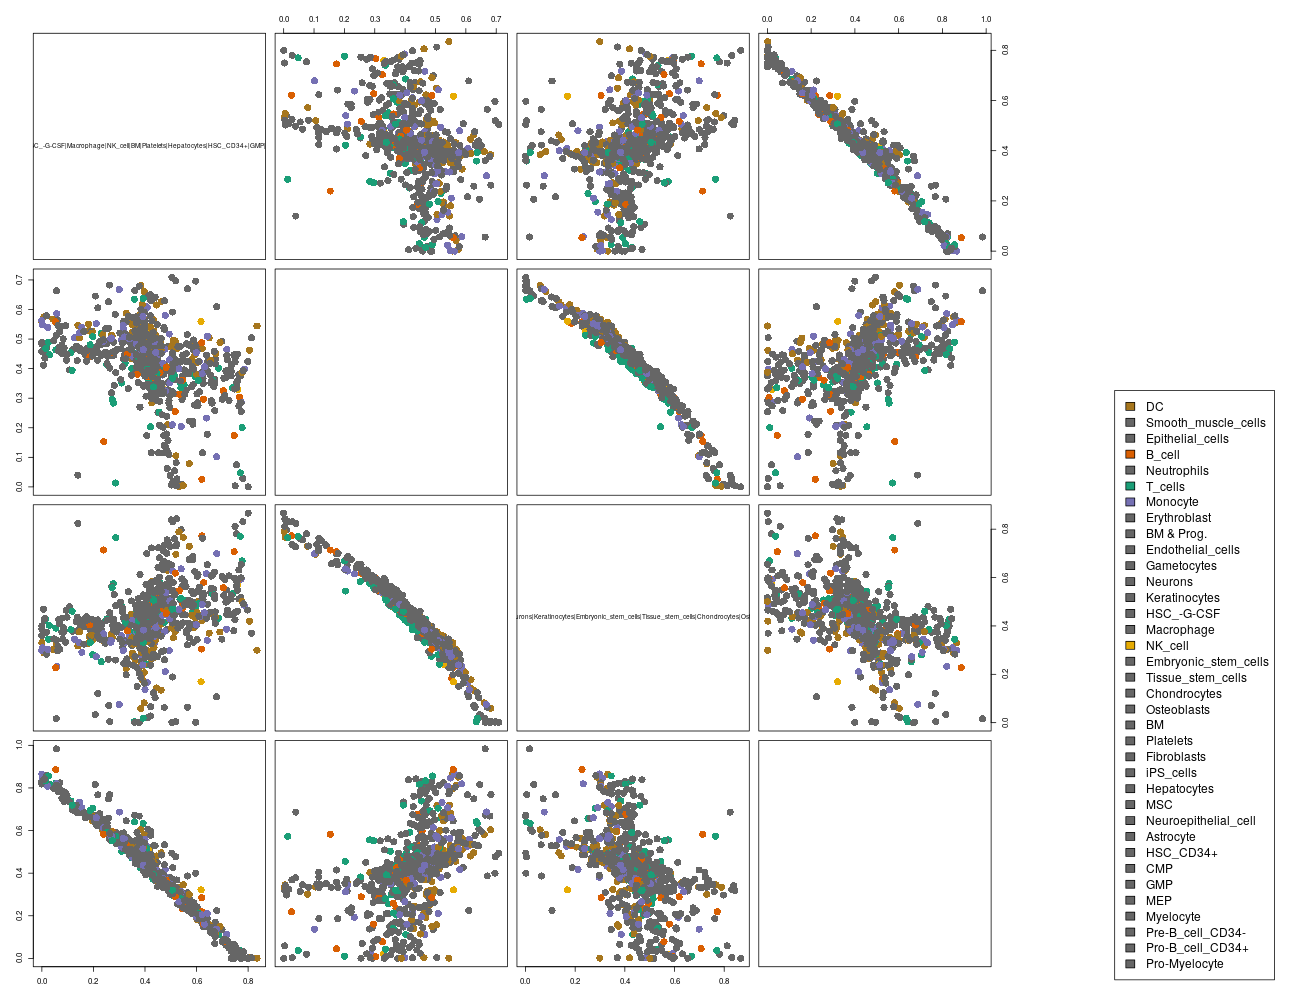 0.0 0.2 0.3 0.4 0.5 0.6 0.7
0.0 0.2 0.4 0.6 0.8 1.0
C_-G-CSF|Macrophage|NK_cell|BM|Platelets|Hepatocytes|HSC_CD34+|GMP|
0.0 0.2 0.4 0.6 0.8
0.0 0.1 0.2 0.3 0.4 0.5 0.6 0.7
urons|Keratinocytes|Embryonic_stem_cells|Tissue_stem_cells|Chondrocytes|Os
0.0 0.2 0.4 0.6 0.8
0.0 0.2 0.4 0.6 0.8 1.0
0.0 0.2 0.4 0.6 0.8
0.0 0.2 0.4 0.6 0.8
DC
Smooth_muscle_cells
Epithelial_cells
B_cell
Neutrophils
T_cells
Monocyte
Erythroblast
BM & Prog.
Endothelial_cells
Gametocytes
Neurons
Keratinocytes
HSC_-G-CSF
Macrophage
NK_cell
Embryonic_stem_cells
Tissue_stem_cells
Chondrocytes
Osteoblasts
BM
Platelets
Fibroblasts
iPS_cells
Hepatocytes
MSC
Neuroepithelial_cell
Astrocyte
HSC_CD34+
CMP
GMP
MEP
Myelocyte
Pre-B_cell_CD34-
Pro-B_cell_CD34+
Pro-Myelocyte